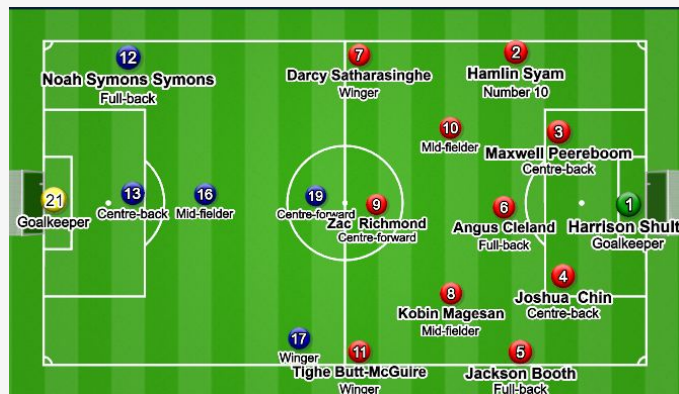 12
Noah Symons Symons
Full-back
7
Darcy Satharasinghe
Winger
2
Hamlin Syam
Number 10
10
Mid-fielder
3
Maxwell Peereboom
Centre-back
21
Goalkeeper
13
Centre-back
16
Mid-fielder
19
Centre-forward
9
Zac Richmond
Centre-forward
6
Angus Cleland
Full-back
1
Harrison Shult
Goalkeeper
4
Joshua Chin
Centre-back
8
Kobin Magesan
Mid-fielder
17
Winger
11
Tighe Butt-McGuire
Winger
5
Jackson Booth
Full-back